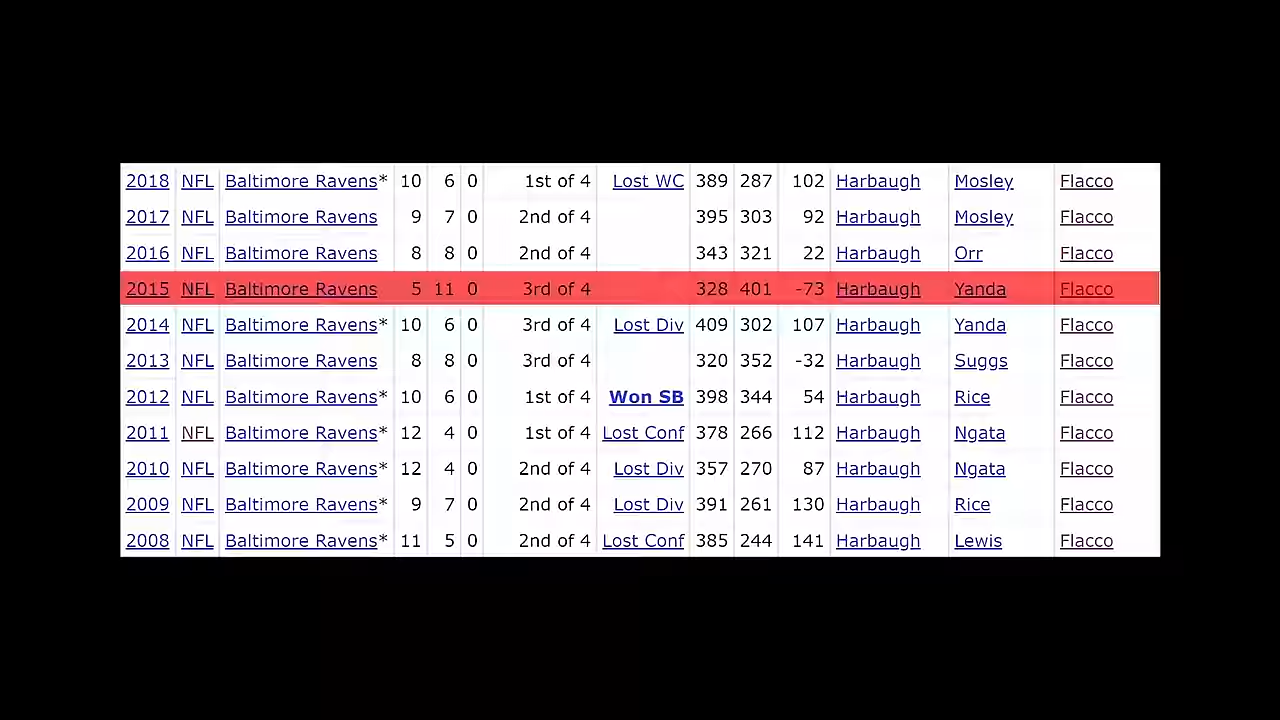 2018 NFL Baltimore Ravens* 10 6 0 1st of 4 Lost WC 389 287 102 Harbaugh Mosley Flacco
2017 NFL Baltimore Ravens 9 7 0 2nd of 4 395 303 92 Harbaugh Mosley Flacco
2016 NFL Baltimore Ravens 8 8 0 2nd of 4 343 321 22 Harbaugh Orr Flacco
2015 NFL Baltimore Ravens 5 11 0 3rd of 4 328 401 -73 Harbaugh Yanda Flacco
2014 NFL Baltimore Ravens* 10 6 0 3rd of 4 Lost Div 409 302 107 Harbaugh Yanda Flacco
2013 NFL Baltimore Ravens 8 8 0 3rd of 4 320 352 -32 Harbaugh Suggs Flacco
2012 NFL Baltimore Ravens* 10 6 0 1st of 4 Won SB 398 344 54 Harbaugh Rice Flacco
2011 NFL Baltimore Ravens* 12 4 0 1st of 4 Lost Conf 378 266 112 Harbaugh Ngata Flacco
2010 NFL Baltimore Ravens* 12 4 0 2nd of 4 Lost Div 357 270 87 Harbaugh Ngata Flacco
2009 NFL Baltimore Ravens* 9 7 0 2nd of 4 Lost Div 391 261 130 Harbaugh Rice Flacco
2008 NFL Baltimore Ravens* 11 5 0 2nd of 4 Lost Conf 385 244 141 Harbaugh Lewis Flacco